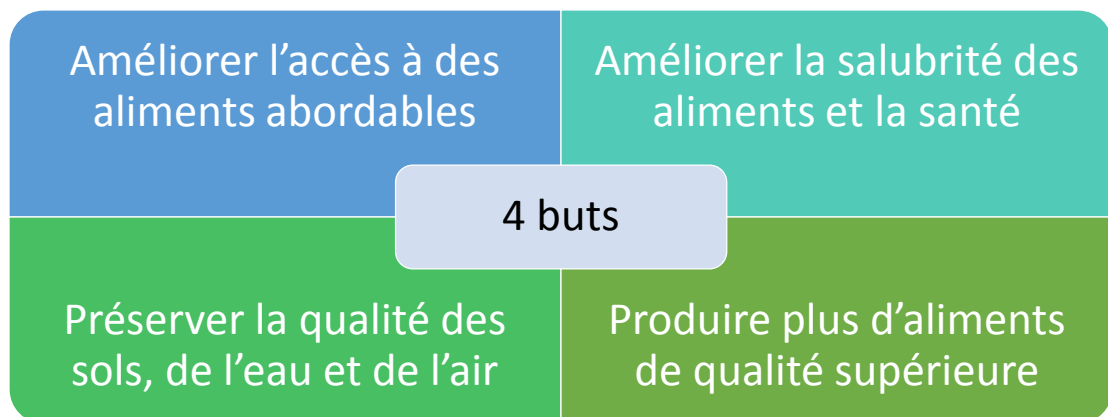 Améliorer l’accès à des
aliments abordables
Améliorer la salubrité des
aliments et la santé
4 buts
Préserver la qualité des
sols, de l’eau et de l’air
Produire plus d’aliments
de qualité supérieure